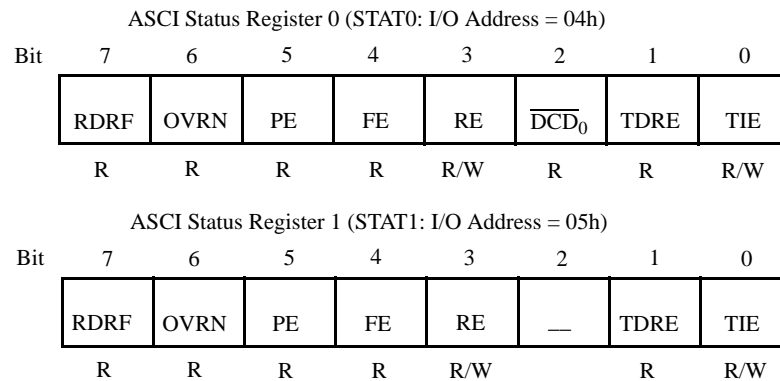 ASCI Status Register 0 (STAT0: I/O Address = 04h)
Bit 7 6 5 4 3 2 1 0
RDRF OVRN PE FE RE D̅C̅D̅₀ TDRE TIE
R R R R R/W R R R/W
ASCI Status Register 1 (STAT1: I/O Address = 05h)
Bit 7 6 5 4 3 2 1 0
RDRF OVRN PE FE RE — TDRE TIE
R R R R R/W R R/W